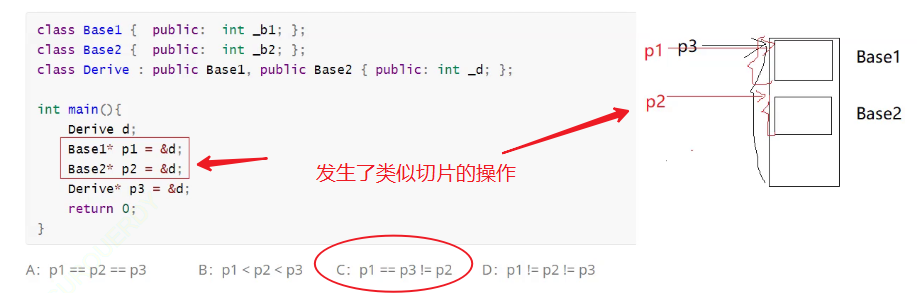 class Base1 {  public:  int _b1; };
class Base2 {  public:  int _b2; };
class Derive : public Base1, public Base2 { public: int _d; };
int main(){
    Derive d;
    Base1* p1 = &d;
    Base2* p2 = &d;
    Derive* p3 = &d;
    return 0;
}
发生了类似切片的操作
p1 p3 Base1
p2 Base2
A：p1 == p2 == p3 B：p1 < p2 < p3 C：p1 == p3 != p2 D：p1 != p2 != p3